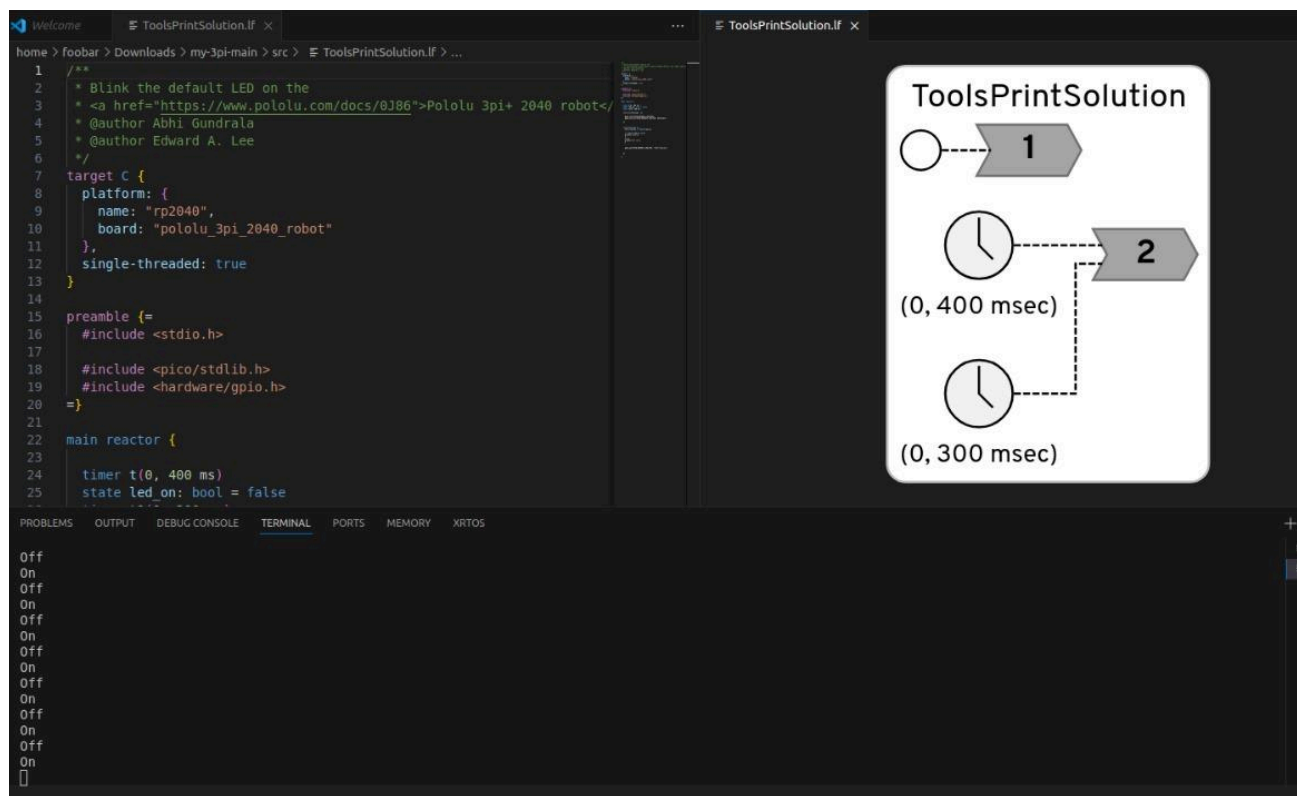 Welcome
ToolsPrintSolution.lf
ToolsPrintSolution.lf
home > foobar > Downloads > my-3pi-main > src > ToolsPrintSolution.lf > ...
1 /**
2 * Blink the default LED on the
3 * <a href="https://www.pololu.com/docs/0J86">Pololu 3pi+ 2040 robot</
4 * @author Abhi Gundrala
5 * @author Edward A. Lee
6 */
7 target C {
8 platform: {
9 name: "rp2040",
10 board: "pololu_3pi_2040_robot"
11 },
12 single-threaded: true
13 }
14
15 preamble {=
16 #include <stdio.h>
17
18 #include <pico/stdlib.h>
19 #include <hardware/gpio.h>
20 =}
21
22 main reactor {
23
24 timer t(0, 400 ms)
25 state led_on: bool = false
ToolsPrintSolution
1
2
(0, 400 msec)
(0, 300 msec)
PROBLEMS OUTPUT DEBUG CONSOLE TERMINAL PORTS MEMORY XRTOS
Off
On
Off
On
Off
On
Off
On
Off
On
Off
On
Off
On